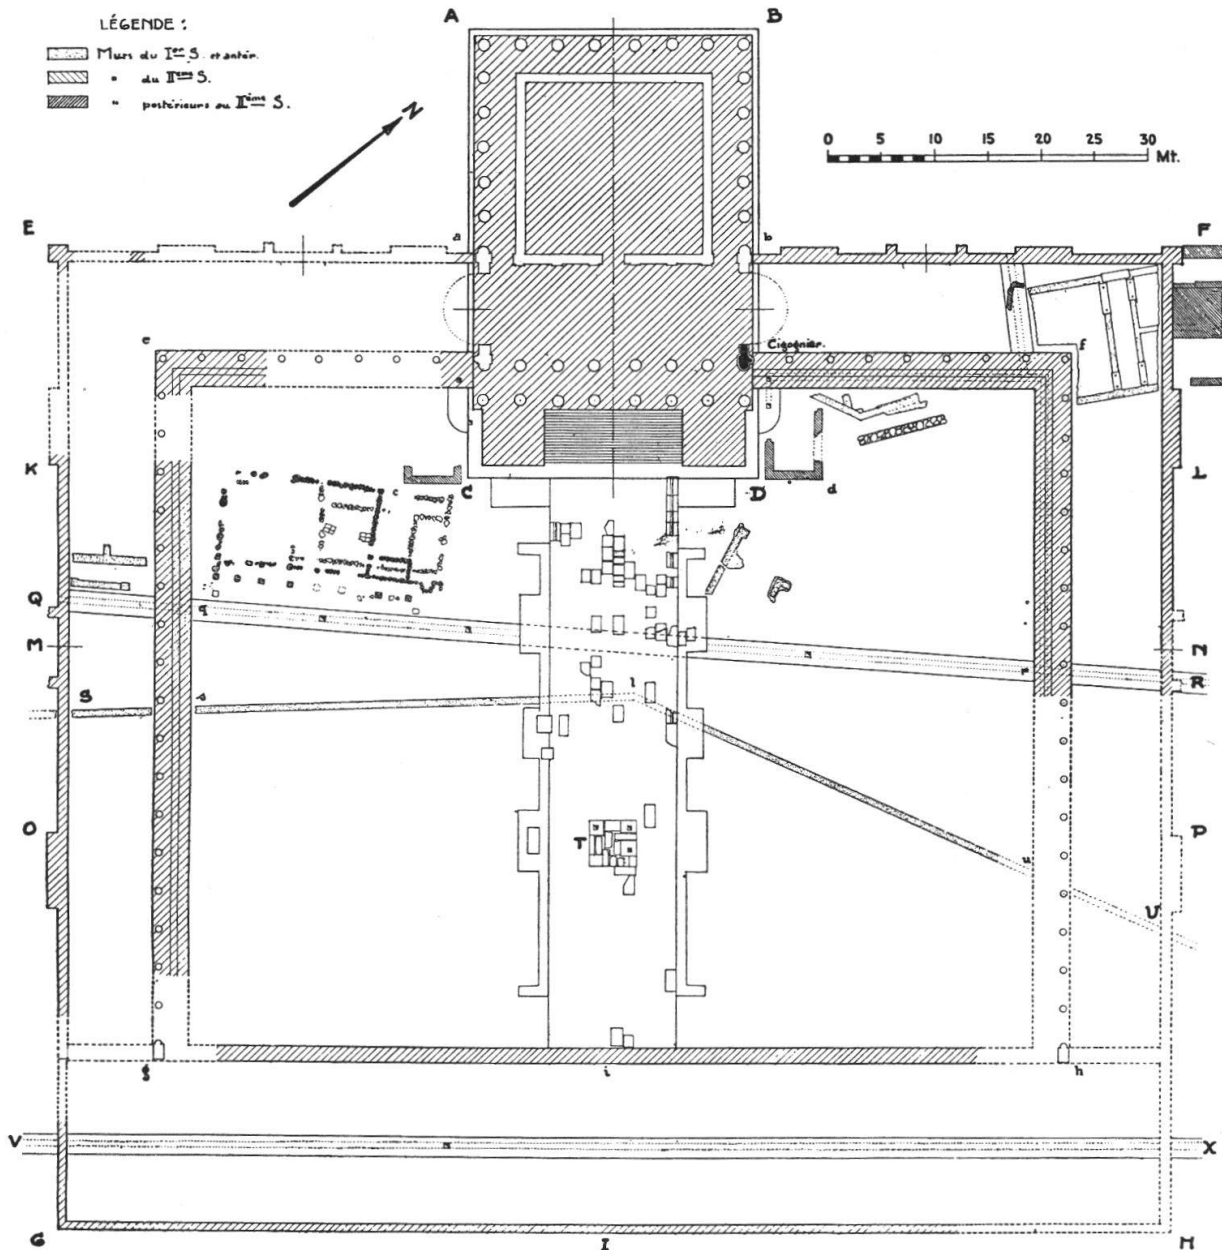 A B
LÉGENDE :
Murs du Ier S. et antér.
" du IIème S.
" postérieurs au IIème S.
N
0 5 10 15 20 25 30 Mt.
E a b F
e Cigognier. f
K C D d L
c
Q q
M N
r R
S s l
O T P
u
U
g i h
V X
G I H